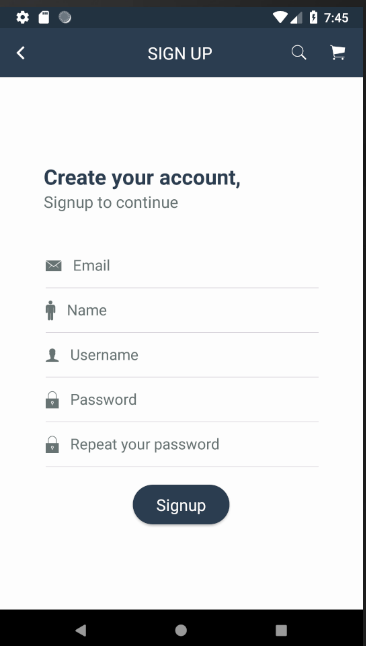 7:45
SIGN UP
Create your account,
Signup to continue
Email
Name
Username
Password
Repeat your password
Signup